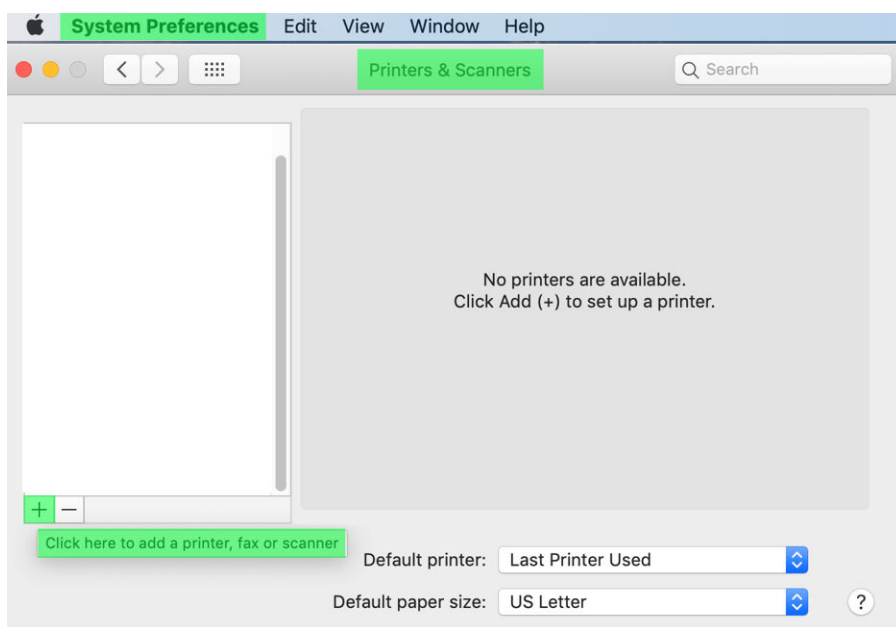 System Preferences Edit View Window Help
Printers & Scanners
Search
No printers are available.
Click Add (+) to set up a printer.
+ −
Click here to add a printer, fax or scanner
Default printer: Last Printer Used
Default paper size: US Letter
?